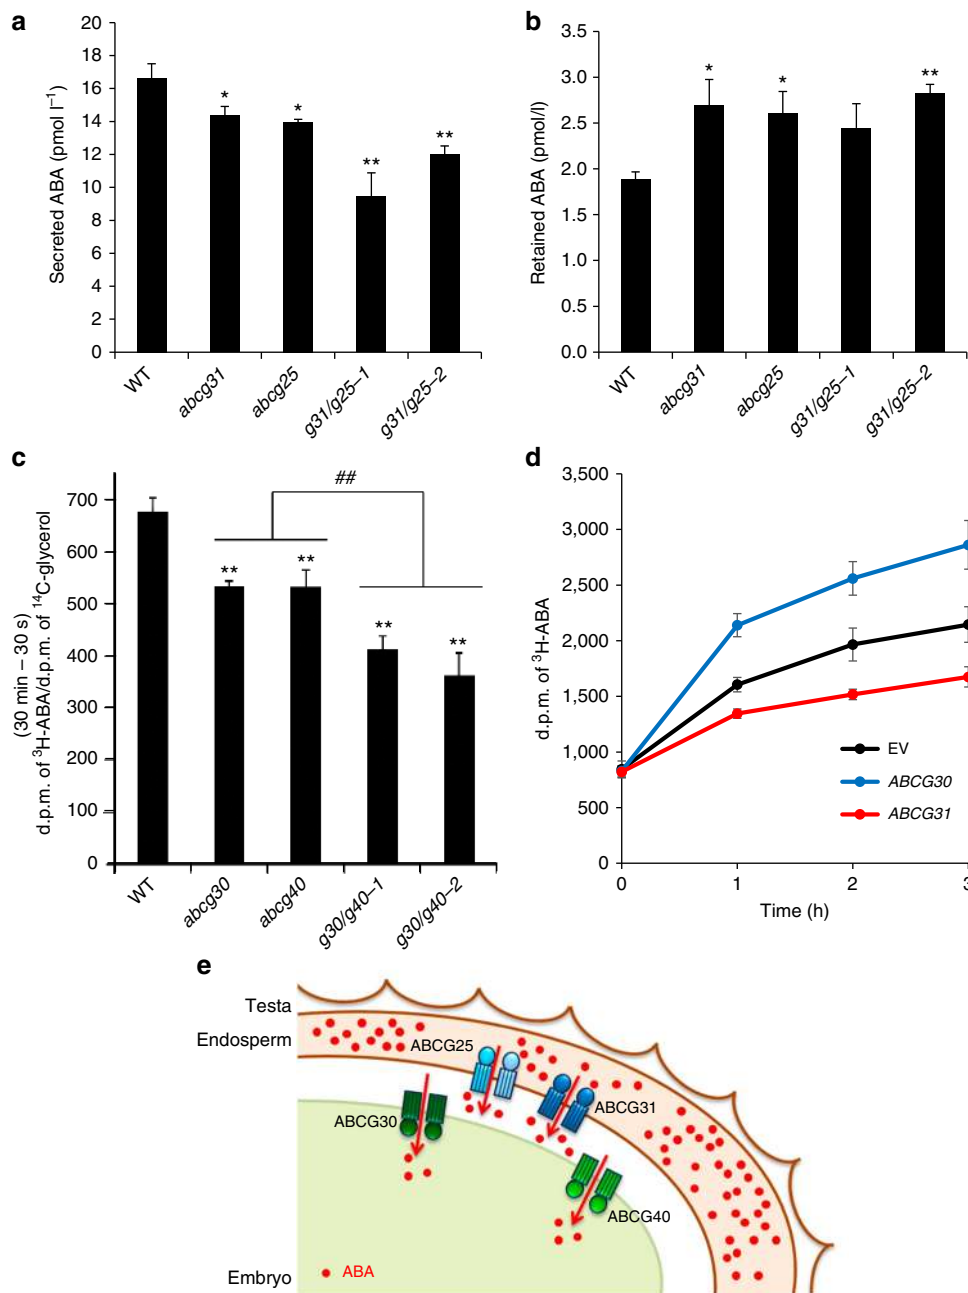 a
Secreted ABA (pmol l⁻¹)
20
18
16
14
12
10
8
6
4
2
0
*
*
**
**
WT
abcg31
abcg25
g31/g25–1
g31/g25–2
b
Retained ABA (pmol/l)
3.5
3.0
2.5
2.0
1.5
1.0
0.5
0.0
*
*
**
WT
abcg31
abcg25
g31/g25–1
g31/g25–2
c
(30 min – 30 s)
d.p.m. of ³H-ABA/d.p.m. of ¹⁴C-glycerol
700
600
500
400
300
200
100
0
##
**
**
**
**
WT
abcg30
abcg40
g30/g40–1
g30/g40–2
d
d.p.m. of ³H-ABA
3,500
3,000
2,500
2,000
1,500
1,000
500
0
EV
ABCG30
ABCG31
0
1
2
3
Time (h)
e
Testa
Endosperm
ABCG25
ABCG31
ABCG30
ABCG40
Embryo
ABA